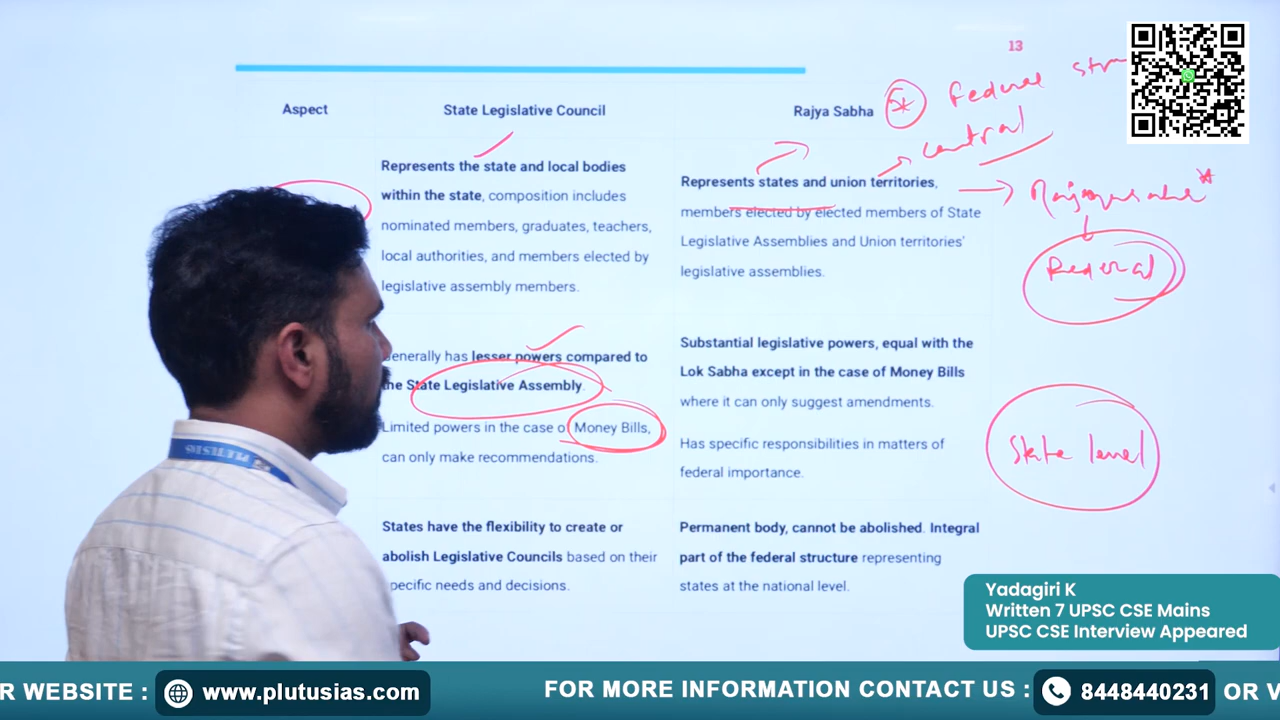 13
Aspect
State Legislative Council
Rajya Sabha
Federal
central
Represents the state and local bodies
within the state, composition includes
nominated members, graduates, teachers,
local authorities, and members elected by
legislative assembly members.
Represents states and union territories,
members elected by elected members of State
Legislative Assemblies and Union territories'
legislative assemblies.
enerally has lesser powers compared to
the State Legislative Assembly.
Limited powers in the case of Money Bills,
can only make recommendations.
Substantial legislative powers, equal with the
Lok Sabha except in the case of Money Bills
where it can only suggest amendments.
Has specific responsibilities in matters of
federal importance.
State level
States have the flexibility to create or
abolish Legislative Councils based on their
specific needs and decisions.
Permanent body, cannot be abolished. Integral
part of the federal structure representing
states at the national level.
PLUTUS IAS
Yadagiri K
Written 7 UPSC CSE Mains
UPSC CSE Interview Appeared
R WEBSITE : www.plutusias.com FOR MORE INFORMATION CONTACT US : 8448440231 OR V